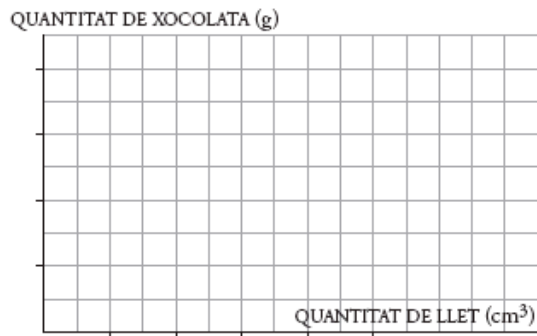 QUANTITAT DE XOCOLATA (g)
QUANTITAT DE LLET (cm³)